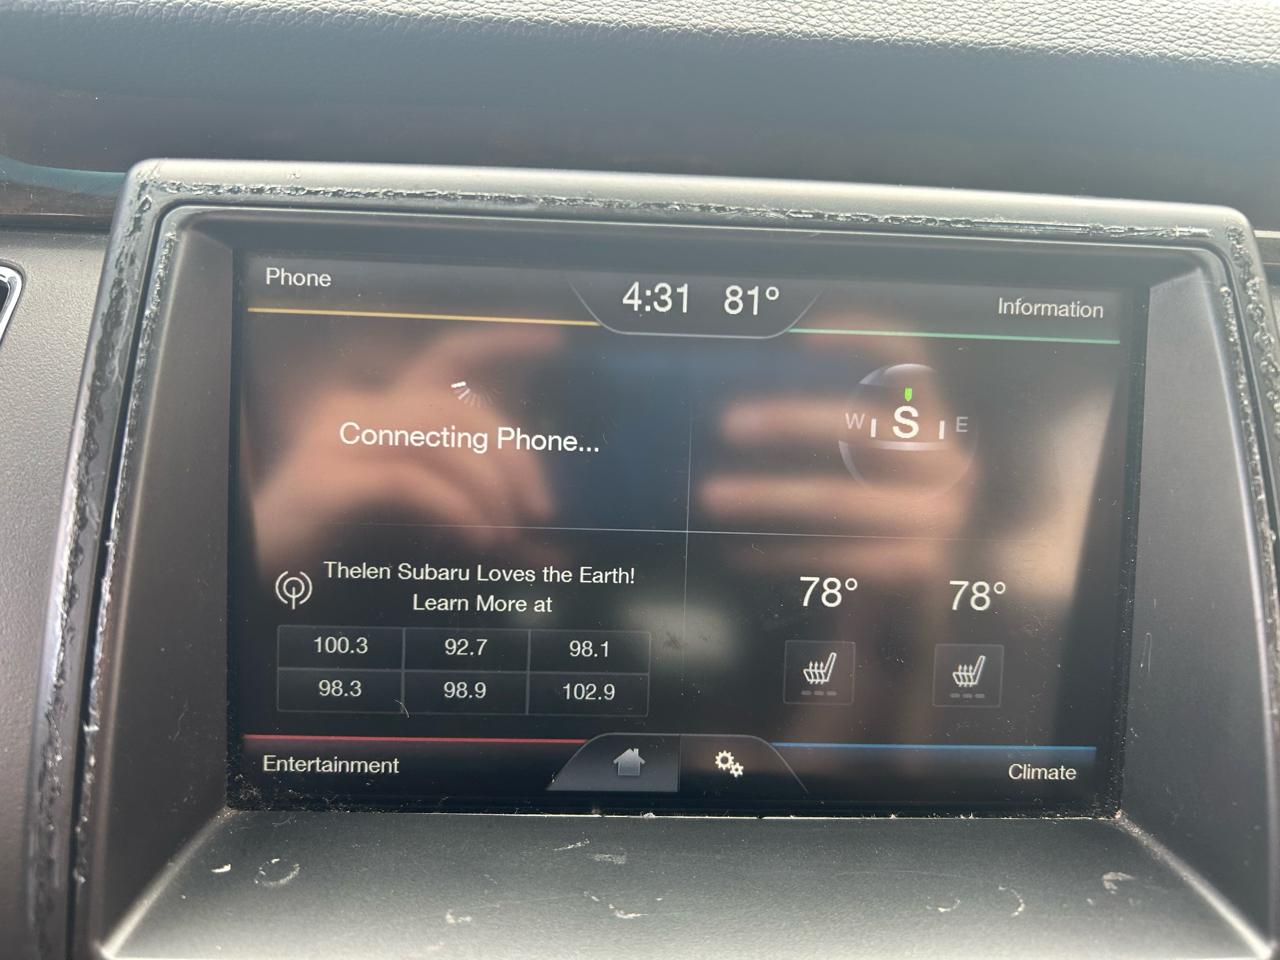 Phone
4:31 81°
Information
Connecting Phone...
W S E
Thelen Subaru Loves the Earth!
Learn More at
78° 78°
100.3 92.7 98.1
98.3 98.9 102.9
Entertainment
Climate